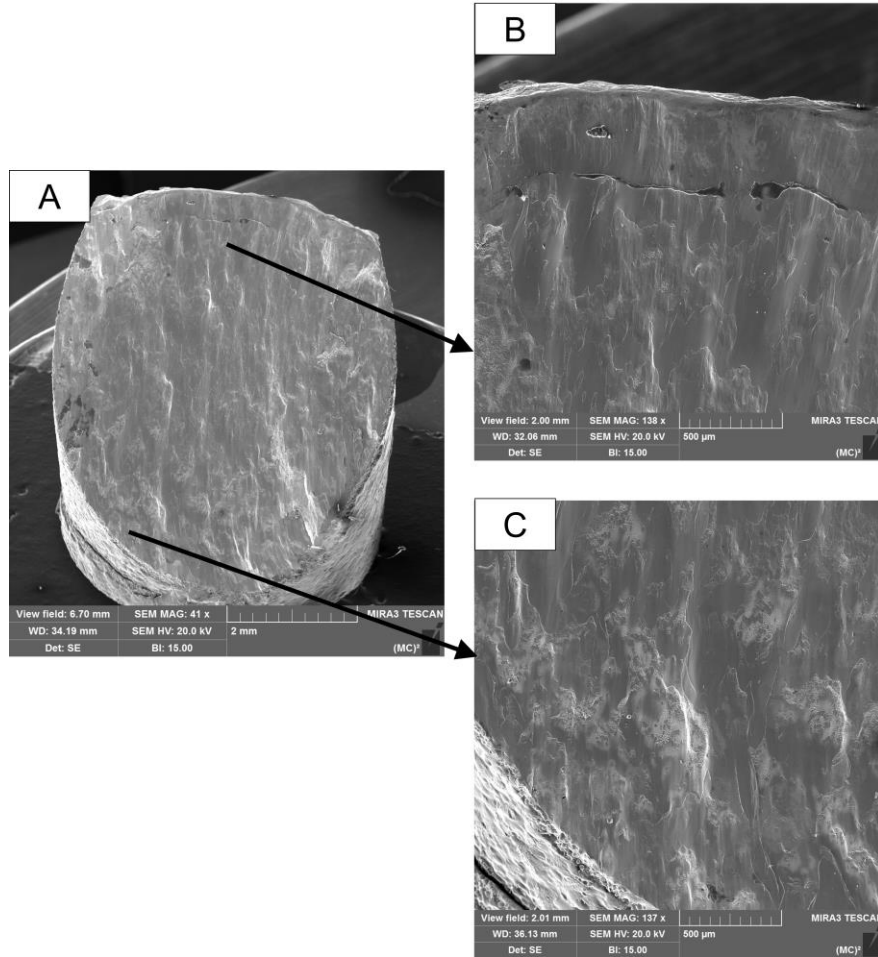 A
View field: 6.70 mm SEM MAG: 41 x MIRA3 TESCAN
WD: 34.19 mm SEM HV: 20.0 kV 2 mm
Det: SE BI: 15.00 (MC)²
B
View field: 2.00 mm SEM MAG: 138 x MIRA3 TESCAN
WD: 32.06 mm SEM HV: 20.0 kV 500 µm
Det: SE BI: 15.00 (MC)²
C
View field: 2.01 mm SEM MAG: 137 x MIRA3 TESCAN
WD: 36.13 mm SEM HV: 20.0 kV 500 µm
Det: SE BI: 15.00 (MC)²